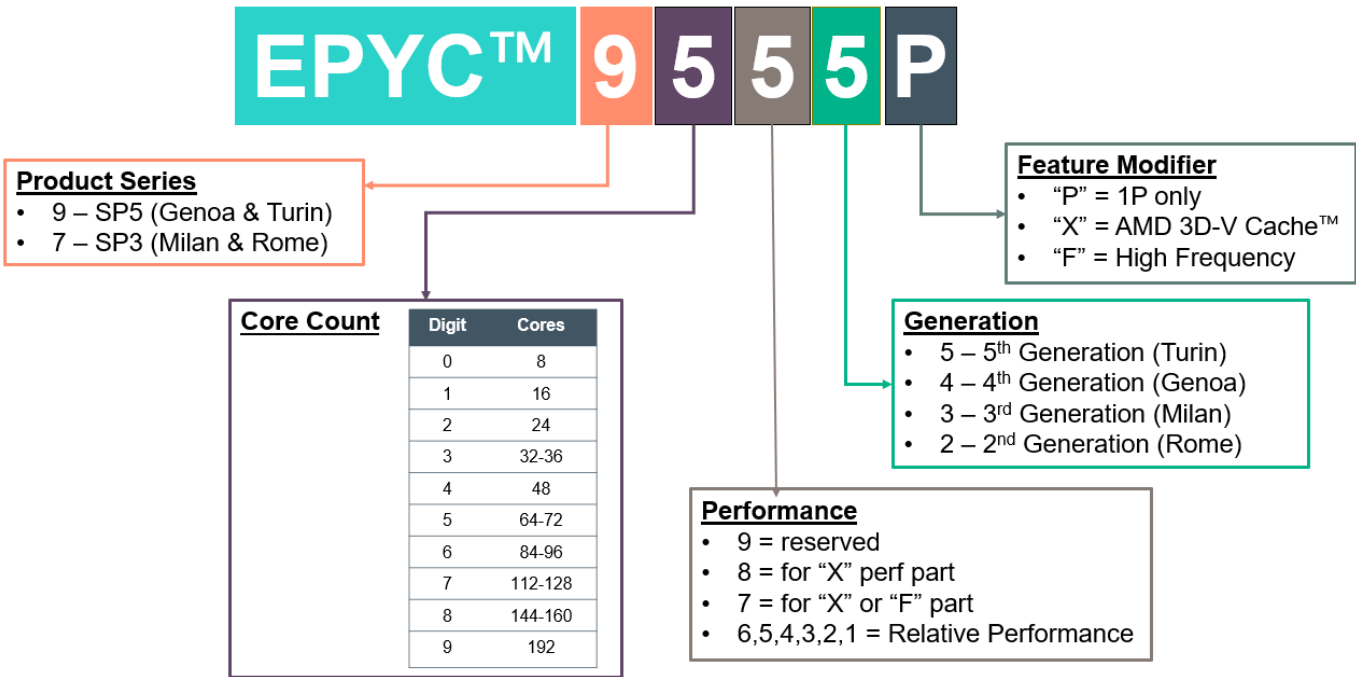 EPYC™ 9 5 5 5 P
Product Series
• 9 – SP5 (Genoa & Turin)
• 7 – SP3 (Milan & Rome)
Feature Modifier
• “P” = 1P only
• “X” = AMD 3D-V Cache™
• “F” = High Frequency
Core Count
Digit Cores
0 8
1 16
2 24
3 32-36
4 48
5 64-72
6 84-96
7 112-128
8 144-160
9 192
Generation
• 5 – 5th Generation (Turin)
• 4 – 4th Generation (Genoa)
• 3 – 3rd Generation (Milan)
• 2 – 2nd Generation (Rome)
Performance
• 9 = reserved
• 8 = for “X” perf part
• 7 = for “X” or “F” part
• 6,5,4,3,2,1 = Relative Performance